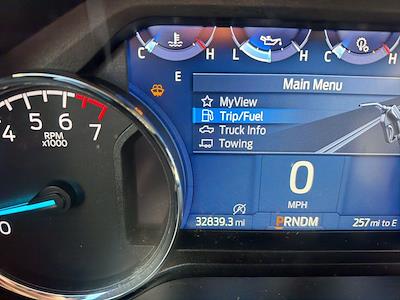 C H L H C H
E
Main Menu
MyView
Trip/Fuel
Truck Info
Towing
4 5 6 7
RPM
x1000
0
0
MPH
32839.3 mi PRNDM 257 mi to E